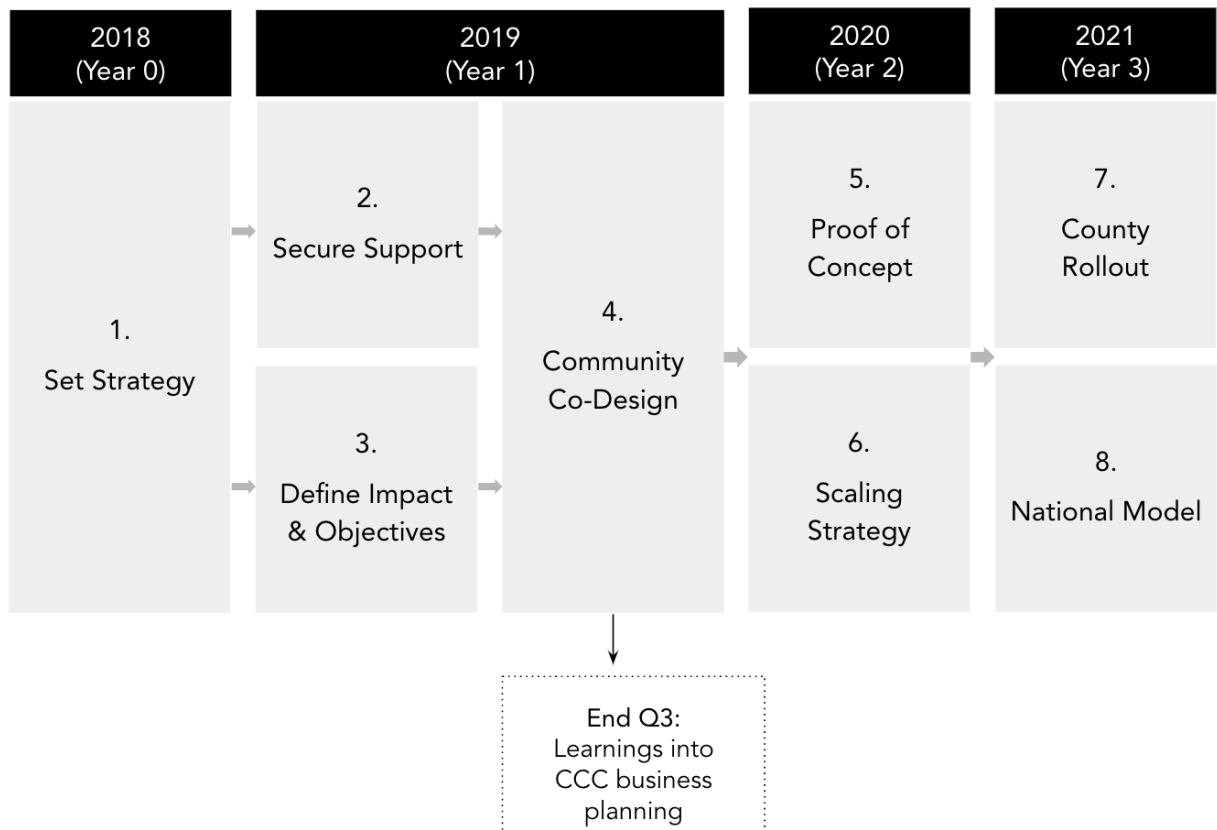 2018
(Year 0)
2019
(Year 1)
2020
(Year 2)
2021
(Year 3)
1.
Set Strategy
2.
Secure Support
3.
Define Impact
& Objectives
4.
Community
Co-Design
5.
Proof of
Concept
6.
Scaling
Strategy
7.
County
Rollout
8.
National Model
End Q3:
Learnings into
CCC business
planning